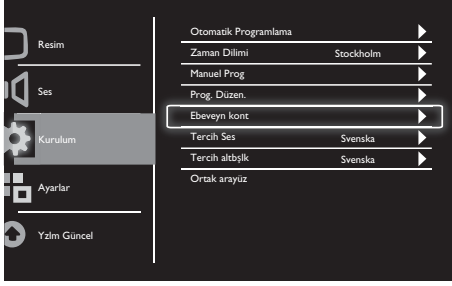 Resim
Ses
Kurulum
Ayarlar
Yzlm Güncel
Otomatik Programlama
Zaman Dilimi Stockholm
Manuel Prog
Prog. Düzen.
Ebeveyn kont
Tercih Ses Svenska
Tercih altbşlk Svenska
Ortak arayüz